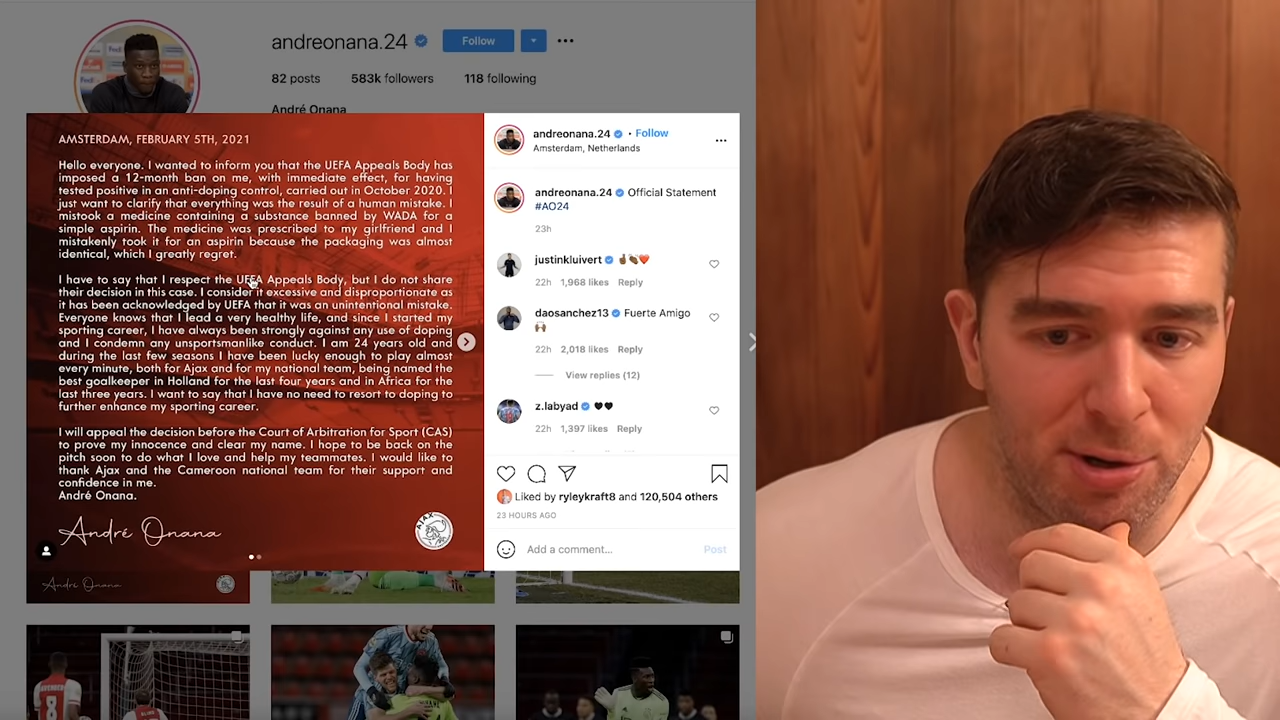 andreonana.24
Follow
82 posts 583k followers 118 following
André Onana
AMSTERDAM, FEBRUARY 5TH, 2021
Hello everyone. I wanted to inform you that the UEFA Appeals Body has
imposed a 12-month ban on me, with immediate effect, for having
tested positive in an anti-doping control, carried out in October 2020. I
just want to clarify that everything was the result of a human mistake. I
mistook a medicine containing a substance banned by WADA for a
simple aspirin. The medicine was prescribed to my girlfriend and I
mistakenly took it for an aspirin because the packaging was almost
identical, which I greatly regret.
I have to say that I respect the UEFA Appeals Body, but I do not share
their decision in this case. I consider it excessive and disproportionate as
it has been acknowledged by UEFA that it was an unintentional mistake.
Everyone knows that I lead a very healthy life, and since I started my
sporting career, I have always been strongly against any use of doping
and I condemn any unsportsmanlike conduct. I am 24 years old and
during the last few seasons I have been lucky enough to play almost
every minute, both for Ajax and for my national team, being named the
best goalkeeper in Holland for the last four years and in Africa for the
last three years. I want to say that I have no need to resort to doping to
further enhance my sporting career.
I will appeal the decision before the Court of Arbitration for Sport (CAS)
to prove my innocence and clear my name. I hope to be back on the
pitch soon to do what I love and help my teammates. I would like to
thank Ajax and the Cameroon national team for their support and
confidence in me.
André Onana.
André Onana
AJAX
André Onana
andreonana.24 • Follow
Amsterdam, Netherlands
andreonana.24 Official Statement
#AO24
23h
justinkluivert
22h 1,968 likes Reply
daosanchez13 Fuerte Amigo
22h 2,018 likes Reply
View replies (12)
z.labyad
22h 1,397 likes Reply
Liked by ryleykraft8 and 120,504 others
23 HOURS AGO
Add a comment...
Post
8